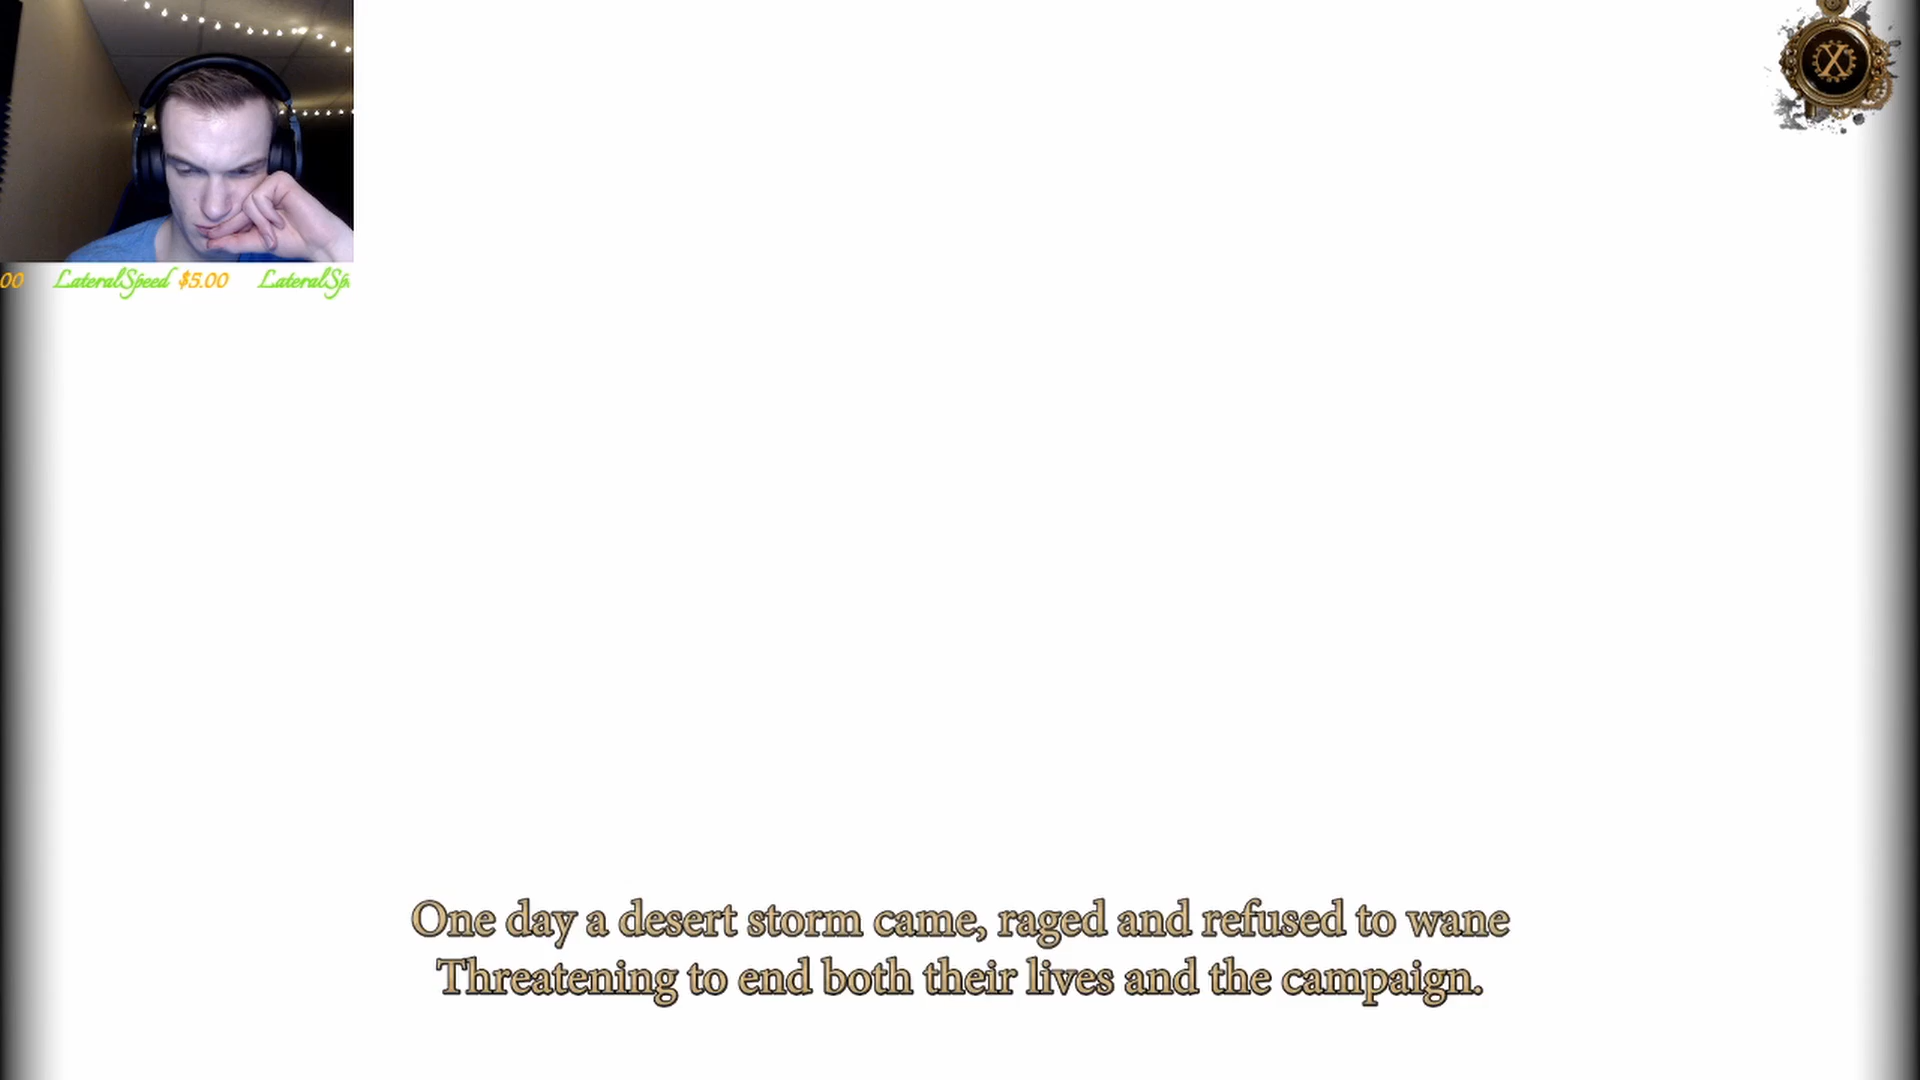 00 LateralSpeed $5.00 LateralSp
X
One day a desert storm came, raged and refused to wane
Threatening to end both their lives and the campaign.